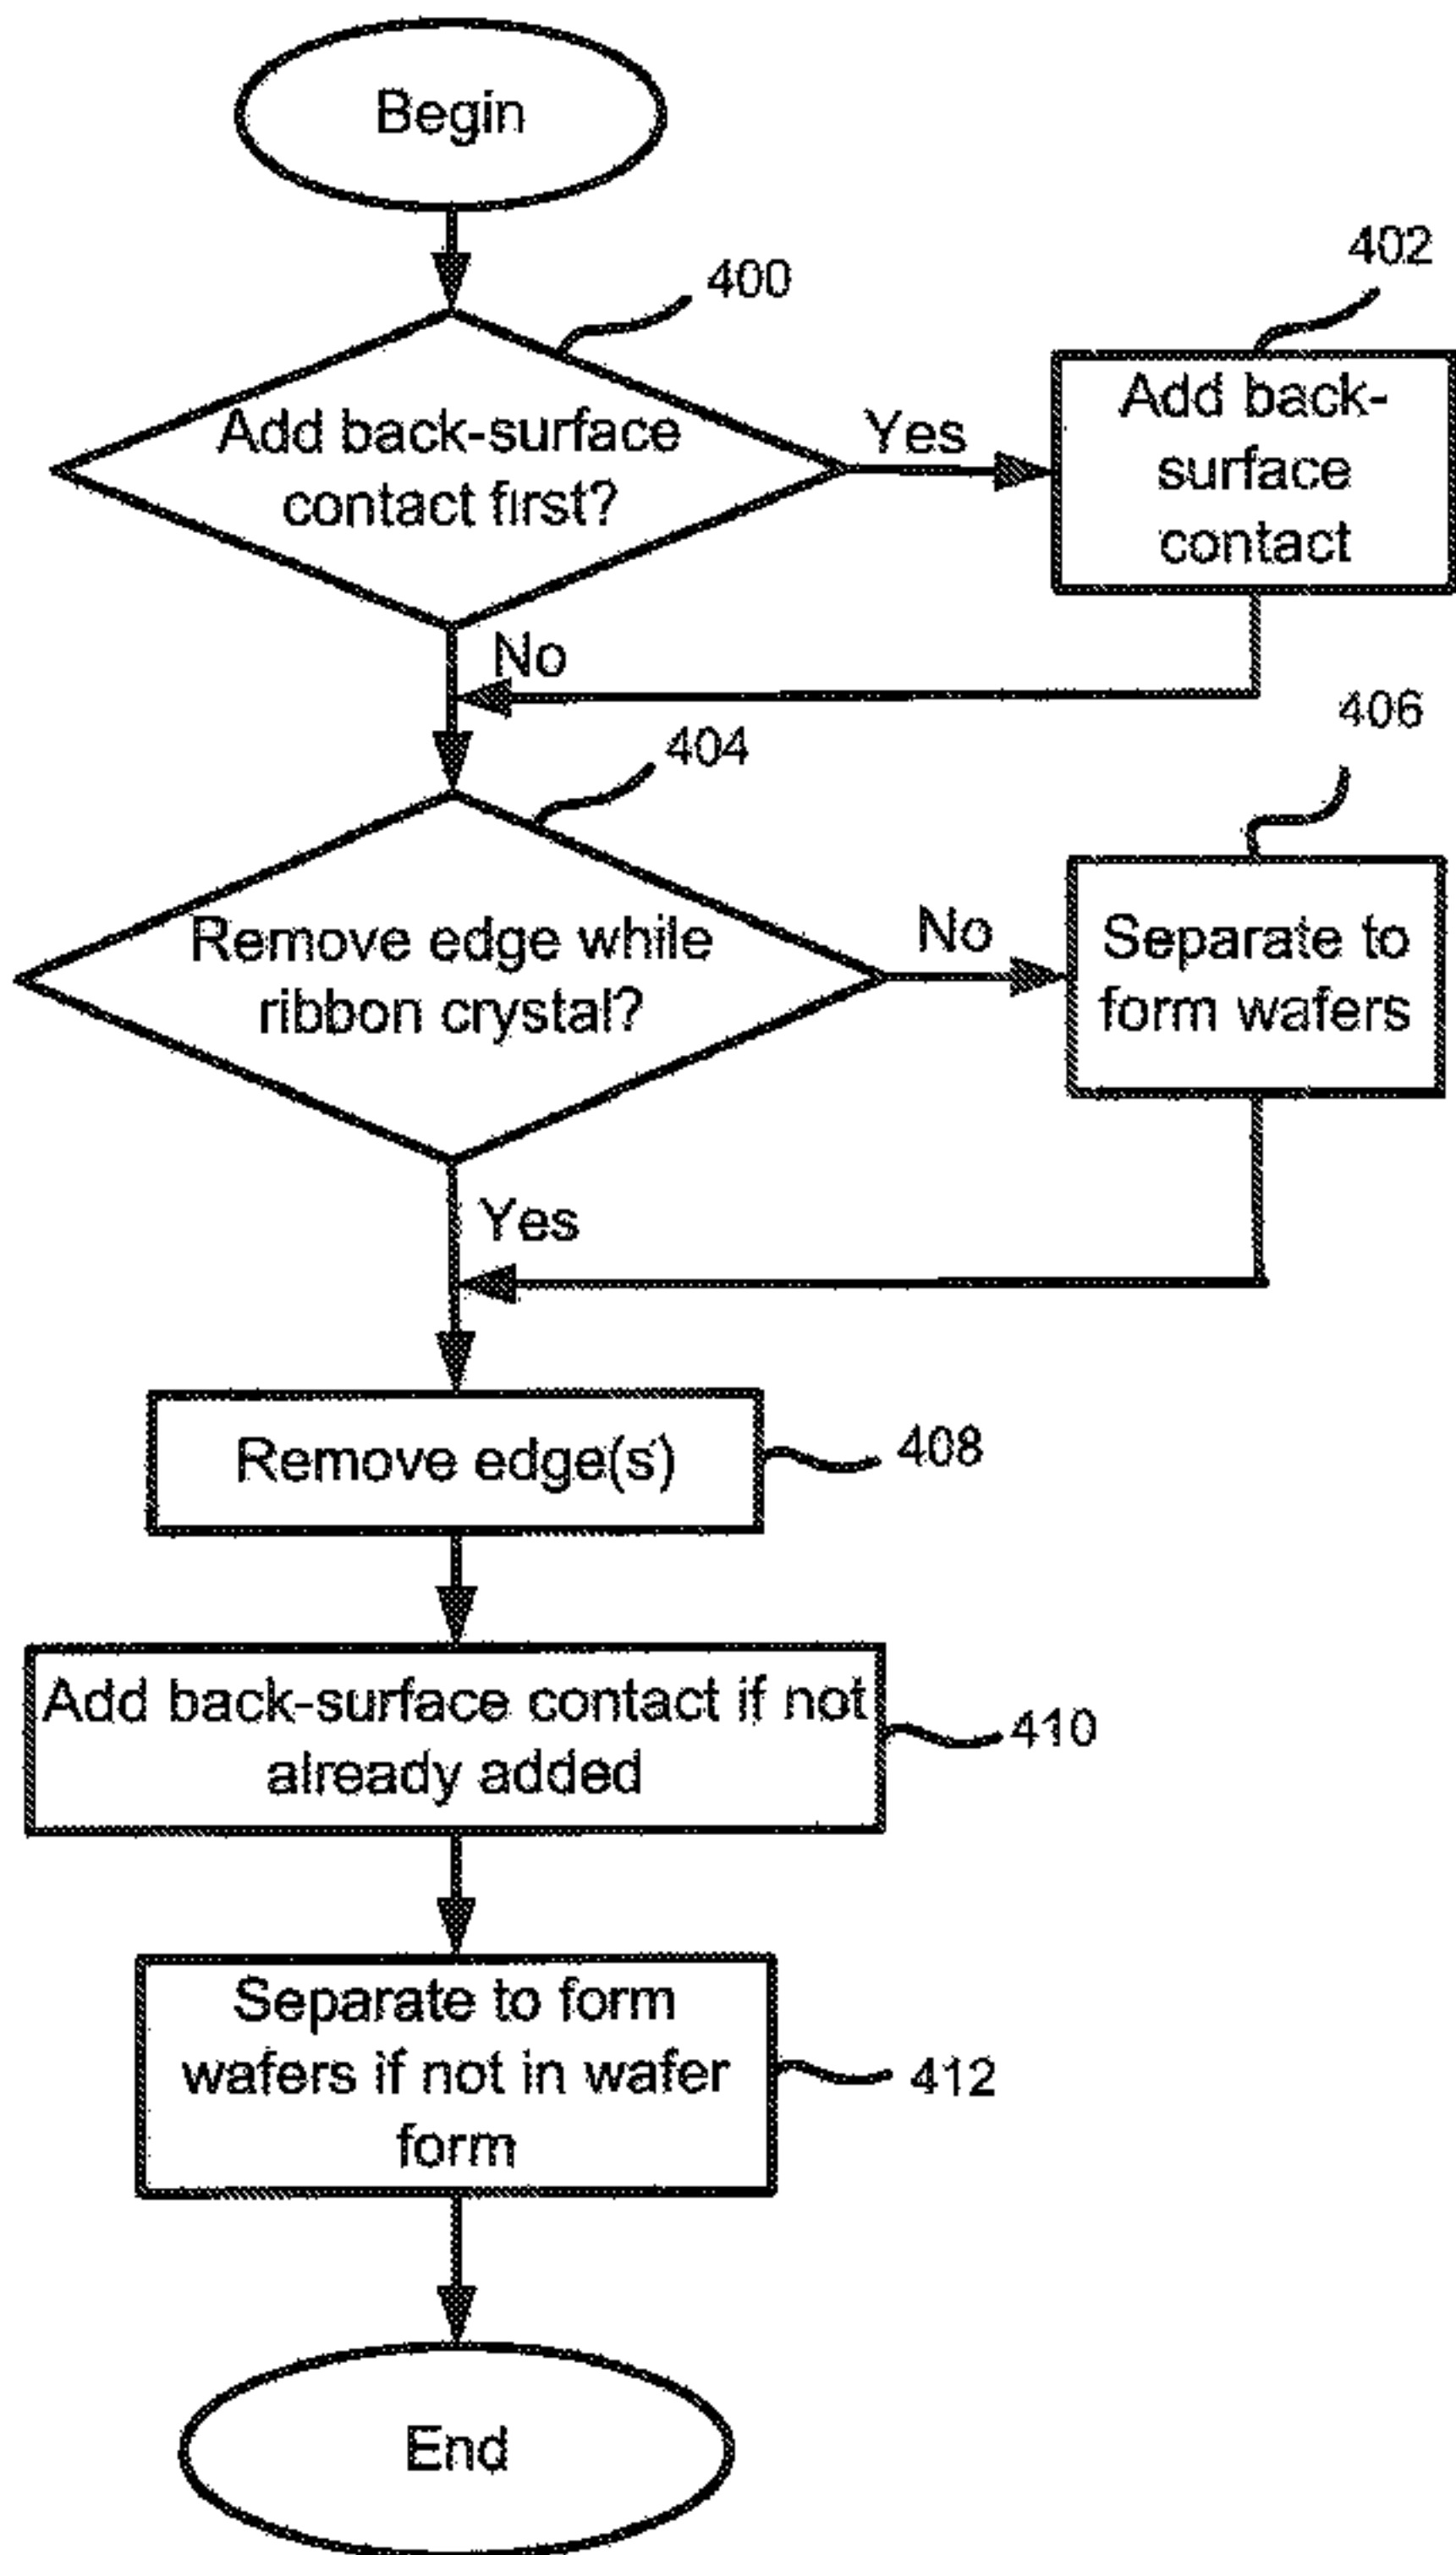 Begin
400
402
Add back-surface
contact first?
Yes
Add back-
surface
contact
No
404
406
Remove edge while
ribbon crystal?
No
Separate to
form wafers
Yes
Remove edge(s)
408
Add back-surface contact if not
already added
410
Separate to form
wafers if not in wafer
form
412
End